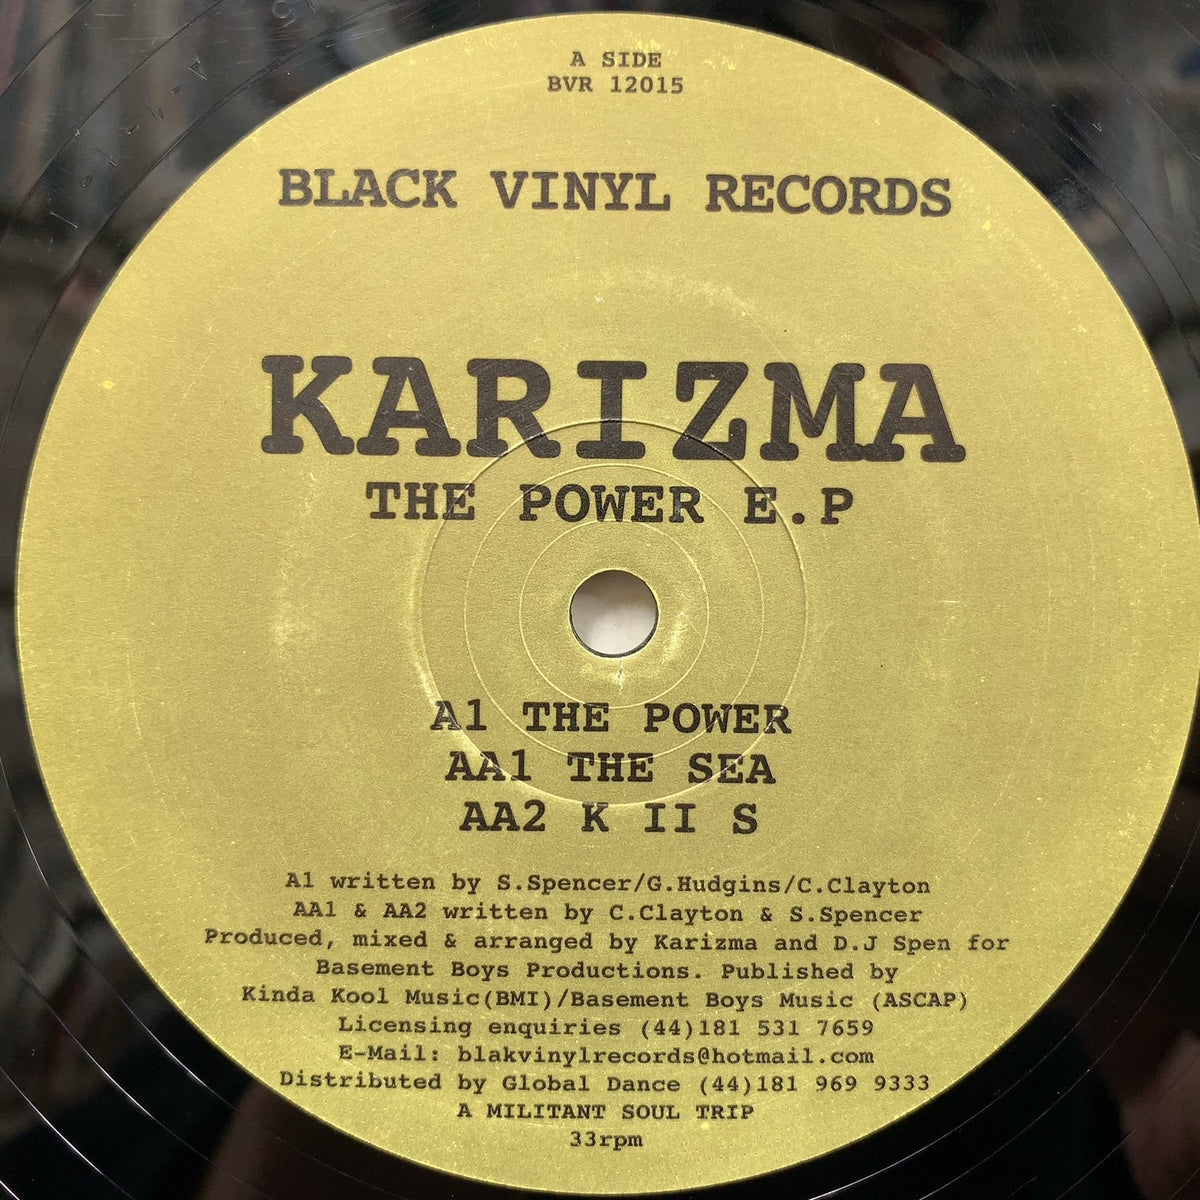 A SIDE
BVR 12015
BLACK VINYL RECORDS
KARIZMA
THE POWER E.P
A1 THE POWER
AA1 THE SEA
AA2 K II S
A1 written by S.Spencer/G.Hudgins/C.Clayton
AA1 & AA2 written by C.Clayton & S.Spencer
Produced, mixed & arranged by Karizma and D.J Spen for
Basement Boys Productions. Published by
Kinda Kool Music(BMI)/Basement Boys Music (ASCAP)
Licensing enquiries (44)181 531 7659
E-Mail: blakvinylrecords@hotmail.com
Distributed by Global Dance (44)181 969 9333
A MILITANT SOUL TRIP
33rpm